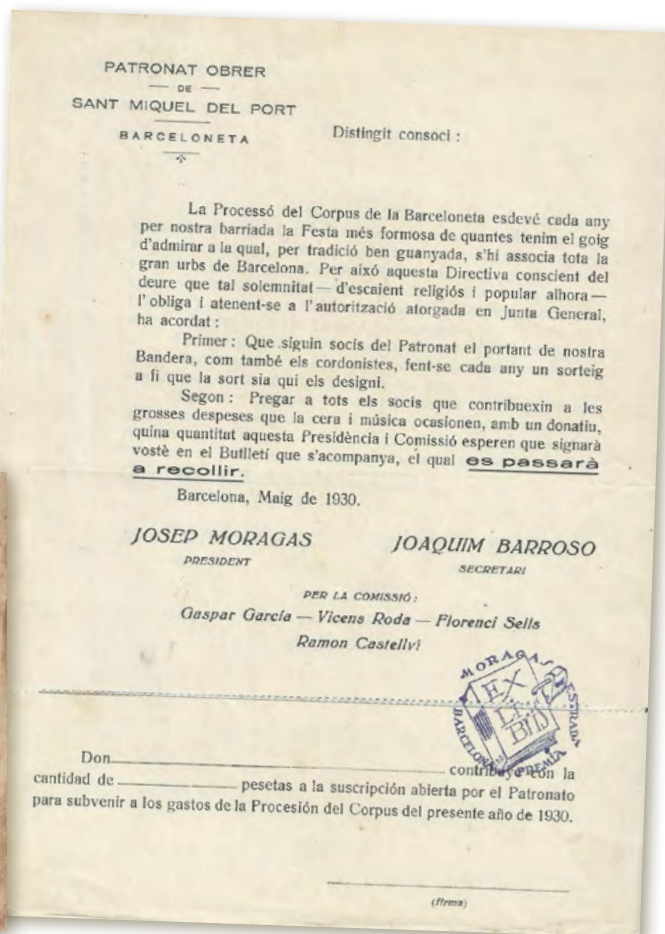 PATRONAT OBRER
— DE —
SANT MIQUEL DEL PORT
BARCELONETA
Distingit consoci :
La Processó del Corpus de la Barceloneta esdevé cada any
per nostra barriada la Festa més formosa de quantes tenim el goig
d'admirar a la qual, per tradició ben guanyada, s'hi associa tota la
gran urbs de Barcelona. Per aixó aquesta Directiva conscient del
deure que tal solemnitat — d'escaient religiós i popular alhora —
l'obliga i atenent-se a l'autorització atorgada en Junta General,
ha acordat :
Primer : Que siguin socis del Patronat el portant de nostra
Bandera, com també els cordonistes, fent-se cada any un sorteig
a fi que la sort sia qui els designi.
Segon : Pregar a tots els socis que contribuexin a les
grosses despeses que la cera i música ocasionen, amb un donatiu,
quina quantitat aquesta Presidència i Comissió esperen que signarà
vostè en el Butlletí que s'acompanya, el qual es passarà
a recollir.
Barcelona, Maig de 1930.
JOSEP MORAGAS JOAQUIM BARROSO
PRESIDENT SECRETARI
PER LA COMISSIÓ :
Gaspar García — Vicens Roda — Florenci Sells
Ramon Castellví
MORAGAS ESTRADA
EX
LI
BRIS
BARCELONA PREMIÀ
Don contribuye con la
cantidad de pesetas a la suscripción abierta por el Patronato
para subvenir a los gastos de la Procesión del Corpus del presente año de 1930.
(firma)